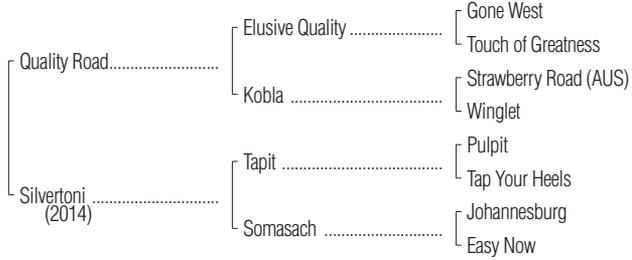 Gone West
Elusive Quality ...................
Touch of Greatness
Quality Road......................
Strawberry Road (AUS)
Kobla ...............................
Winglet
Pulpit
Tapit .................................
Tap Your Heels
Silvertoni ..........................
(2014)
Johannesburg
Somasach ........................
Easy Now